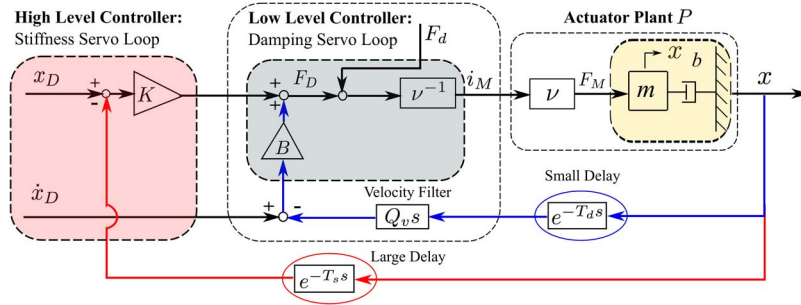 High Level Controller:
Stiffness Servo Loop
Low Level Controller:
Damping Servo Loop
F_d
Actuator Plant P
x_D
+
-
K
F_D
+
+
ν^{-1}
i_M
ν
F_M
x
m
b
x
B
ẋ_D
+
-
Velocity Filter
Q_v s
Small Delay
e^{-T_d s}
Large Delay
e^{-T_s s}